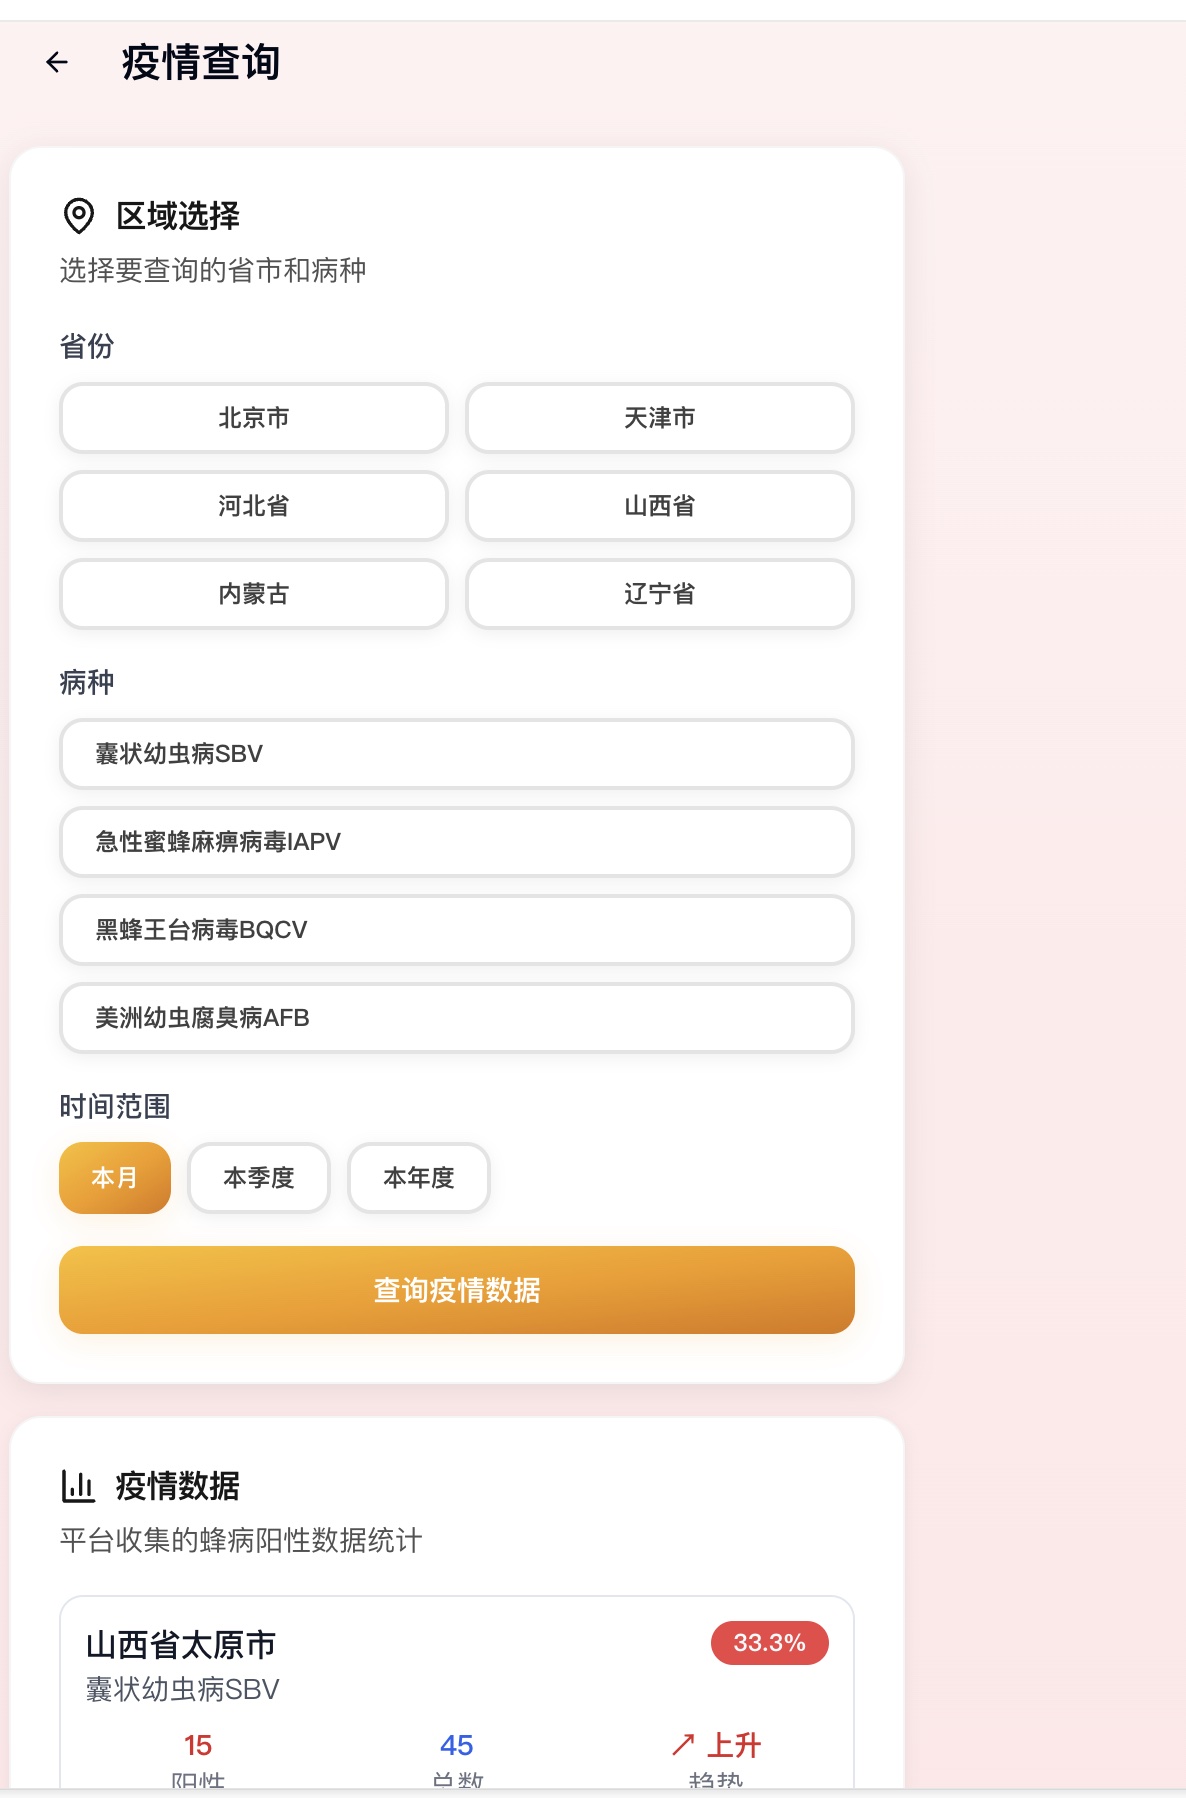 疫情查询
区域选择
选择要查询的省市和病种
省份
北京市
天津市
河北省
山西省
内蒙古
辽宁省
病种
囊状幼虫病SBV
急性蜜蜂麻痹病毒IAPV
黑蜂王台病毒BQCV
美洲幼虫腐臭病AFB
时间范围
本月
本季度
本年度
查询疫情数据
疫情数据
平台收集的蜂病阳性数据统计
山西省太原市
33.3%
囊状幼虫病SBV
15
45
↗ 上升
阳性
总数
趋势